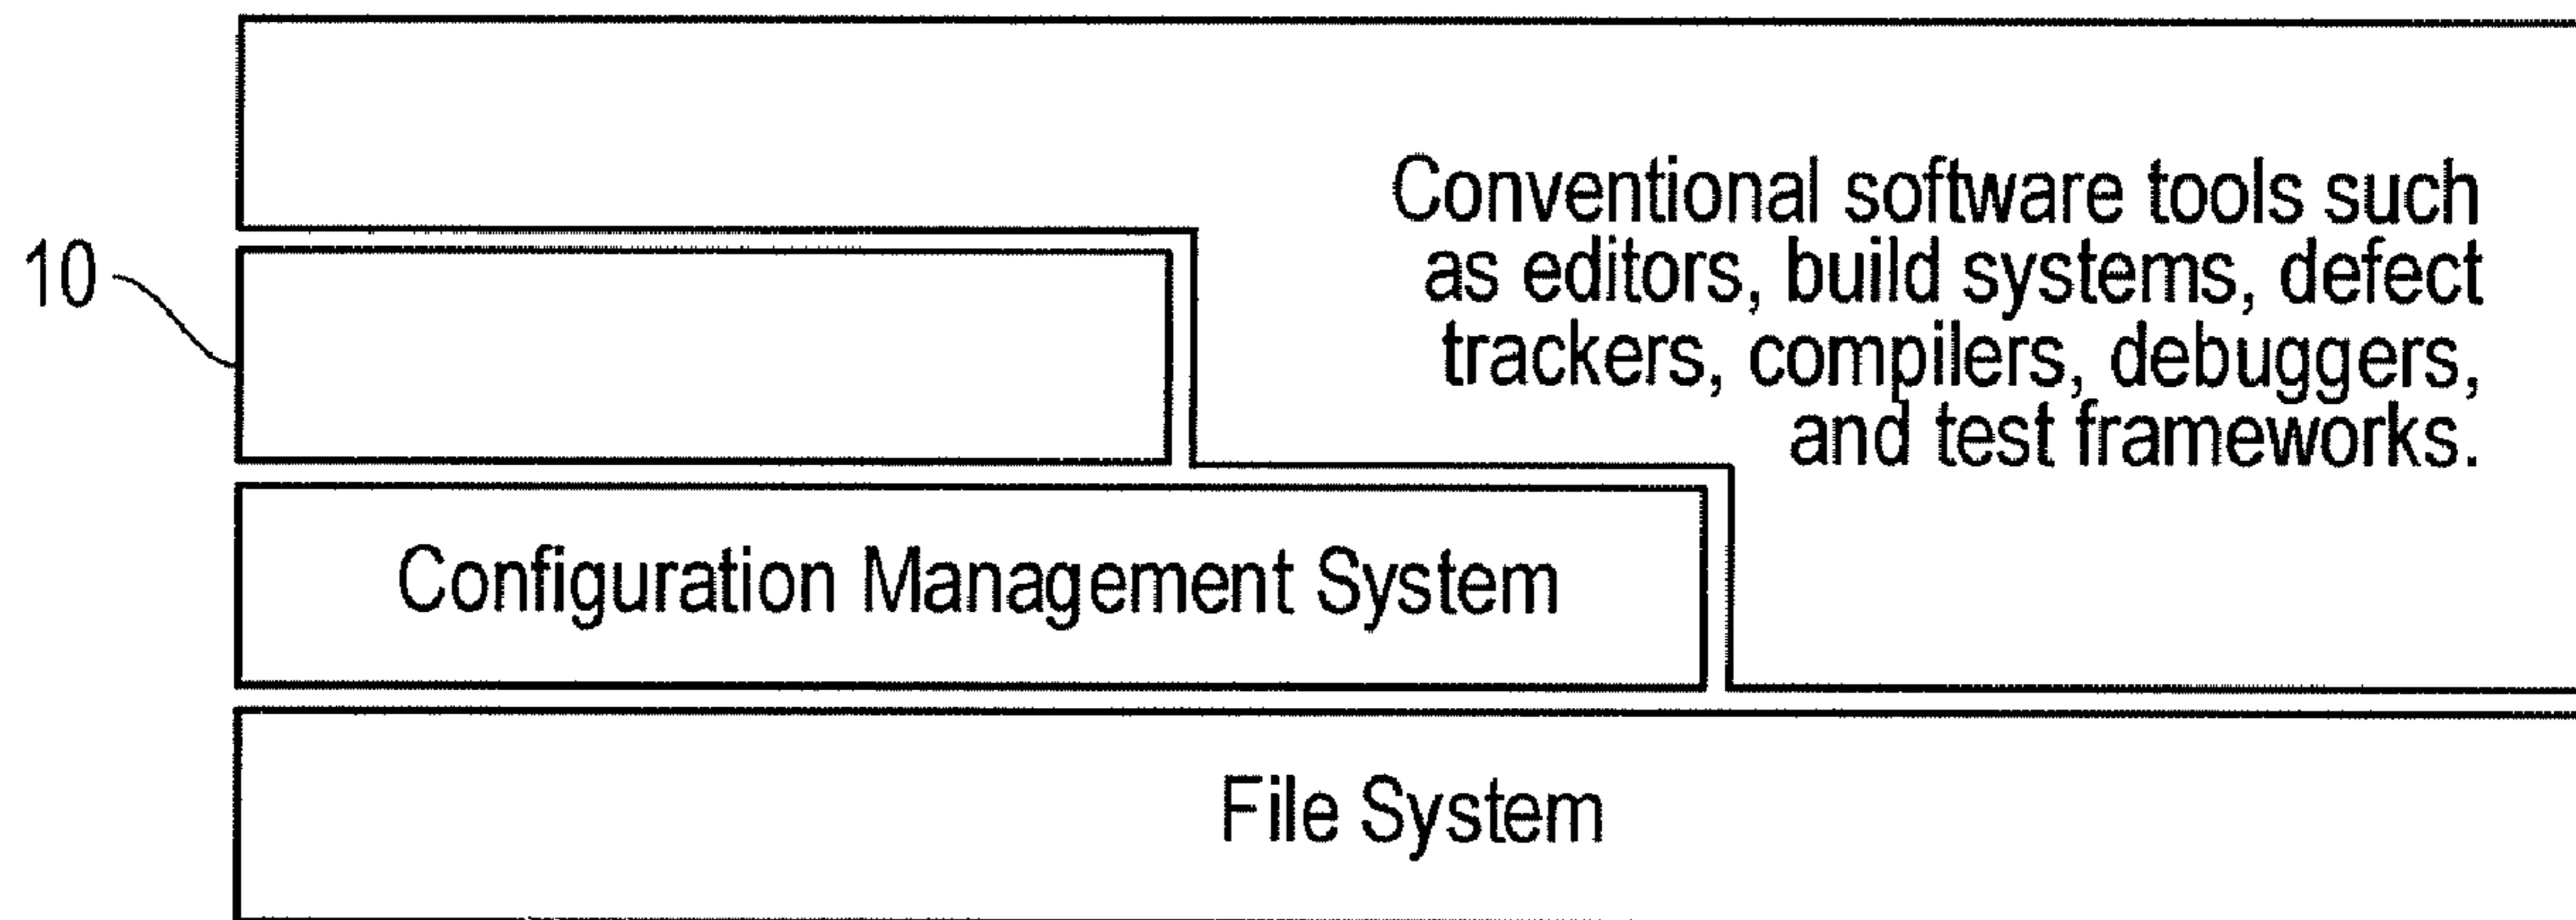 Conventional software tools such
as editors, build systems, defect
trackers, compilers, debuggers,
and test frameworks.
10
Configuration Management System
File System